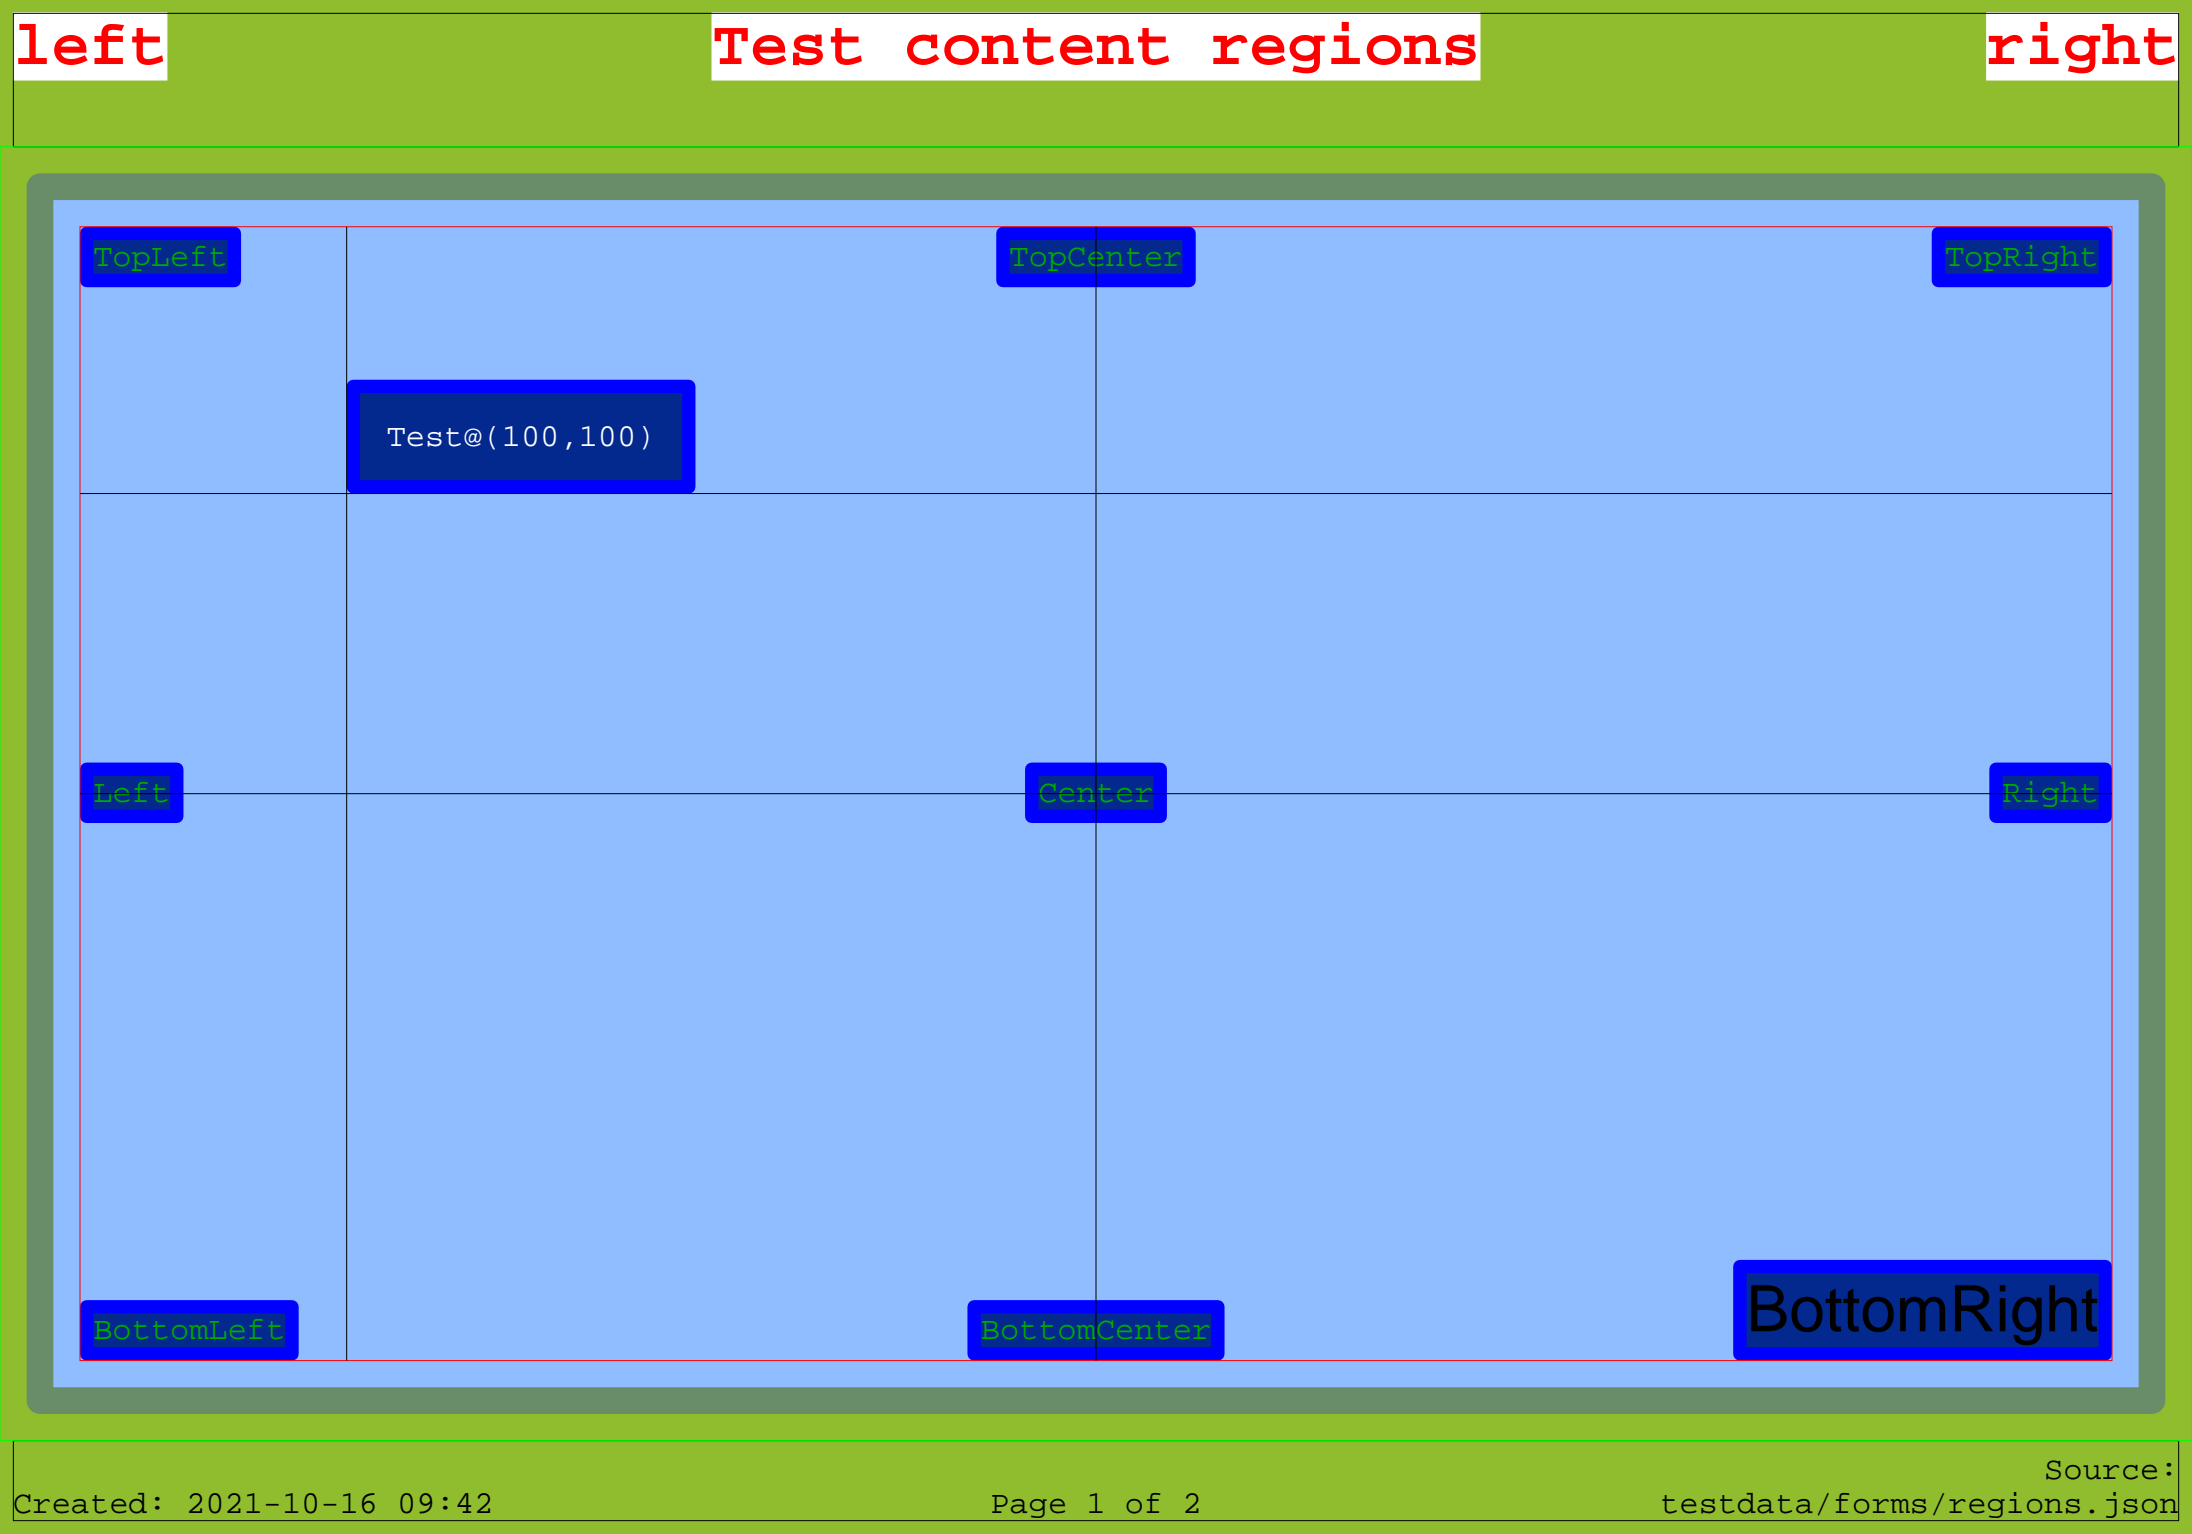 left Test content regions right
TopLeft TopCenter TopRight
Test@(100,100)
Left Center Right
BottomLeft BottomCenter BottomRight
Source:
Created: 2021-10-16 09:42 Page 1 of 2 testdata/forms/regions.json